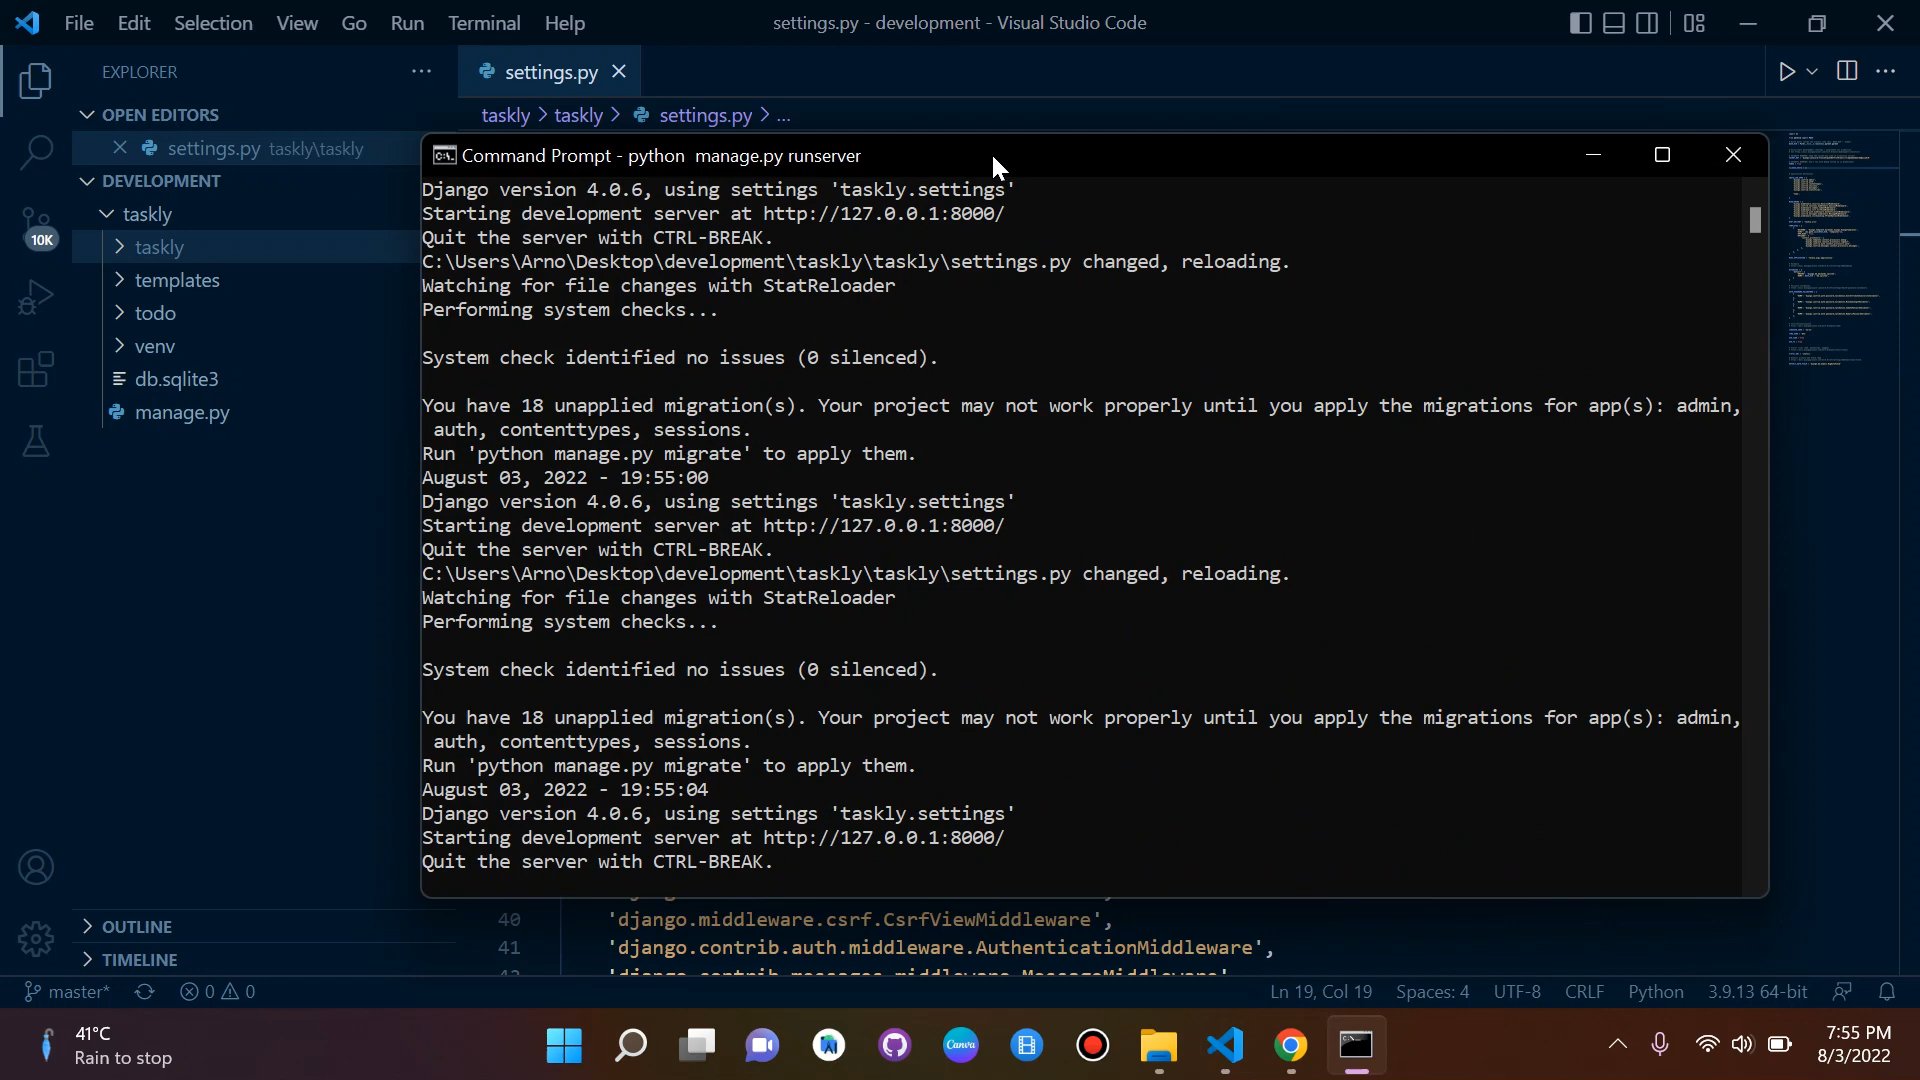 File Edit Selection View Go Run Terminal Help
settings.py - development - Visual Studio Code
EXPLORER
settings.py
OPEN EDITORS
settings.py taskly\taskly
DEVELOPMENT
taskly
taskly
templates
todo
venv
db.sqlite3
manage.py
10K
taskly > taskly > settings.py > ...
Command Prompt - python  manage.py runserver
Django version 4.0.6, using settings 'taskly.settings'
Starting development server at http://127.0.0.1:8000/
Quit the server with CTRL-BREAK.
C:\Users\Arno\Desktop\development\taskly\taskly\settings.py changed, reloading.
Watching for file changes with StatReloader
Performing system checks...
System check identified no issues (0 silenced).
You have 18 unapplied migration(s). Your project may not work properly until you apply the migrations for app(s): admin,
auth, contenttypes, sessions.
Run 'python manage.py migrate' to apply them.
August 03, 2022 - 19:55:00
Django version 4.0.6, using settings 'taskly.settings'
Starting development server at http://127.0.0.1:8000/
Quit the server with CTRL-BREAK.
C:\Users\Arno\Desktop\development\taskly\taskly\settings.py changed, reloading.
Watching for file changes with StatReloader
Performing system checks...
System check identified no issues (0 silenced).
You have 18 unapplied migration(s). Your project may not work properly until you apply the migrations for app(s): admin,
auth, contenttypes, sessions.
Run 'python manage.py migrate' to apply them.
August 03, 2022 - 19:55:04
Django version 4.0.6, using settings 'taskly.settings'
Starting development server at http://127.0.0.1:8000/
Quit the server with CTRL-BREAK.
40 'django.middleware.csrf.CsrfViewMiddleware',
41 'django.contrib.auth.middleware.AuthenticationMiddleware',
42 'django.contrib.messages.middleware.MessageMiddleware'
OUTLINE
TIMELINE
master* 0 0
Ln 19, Col 19 Spaces: 4 UTF-8 CRLF Python 3.9.13 64-bit
41°C
Rain to stop
Canva
7:55 PM
8/3/2022